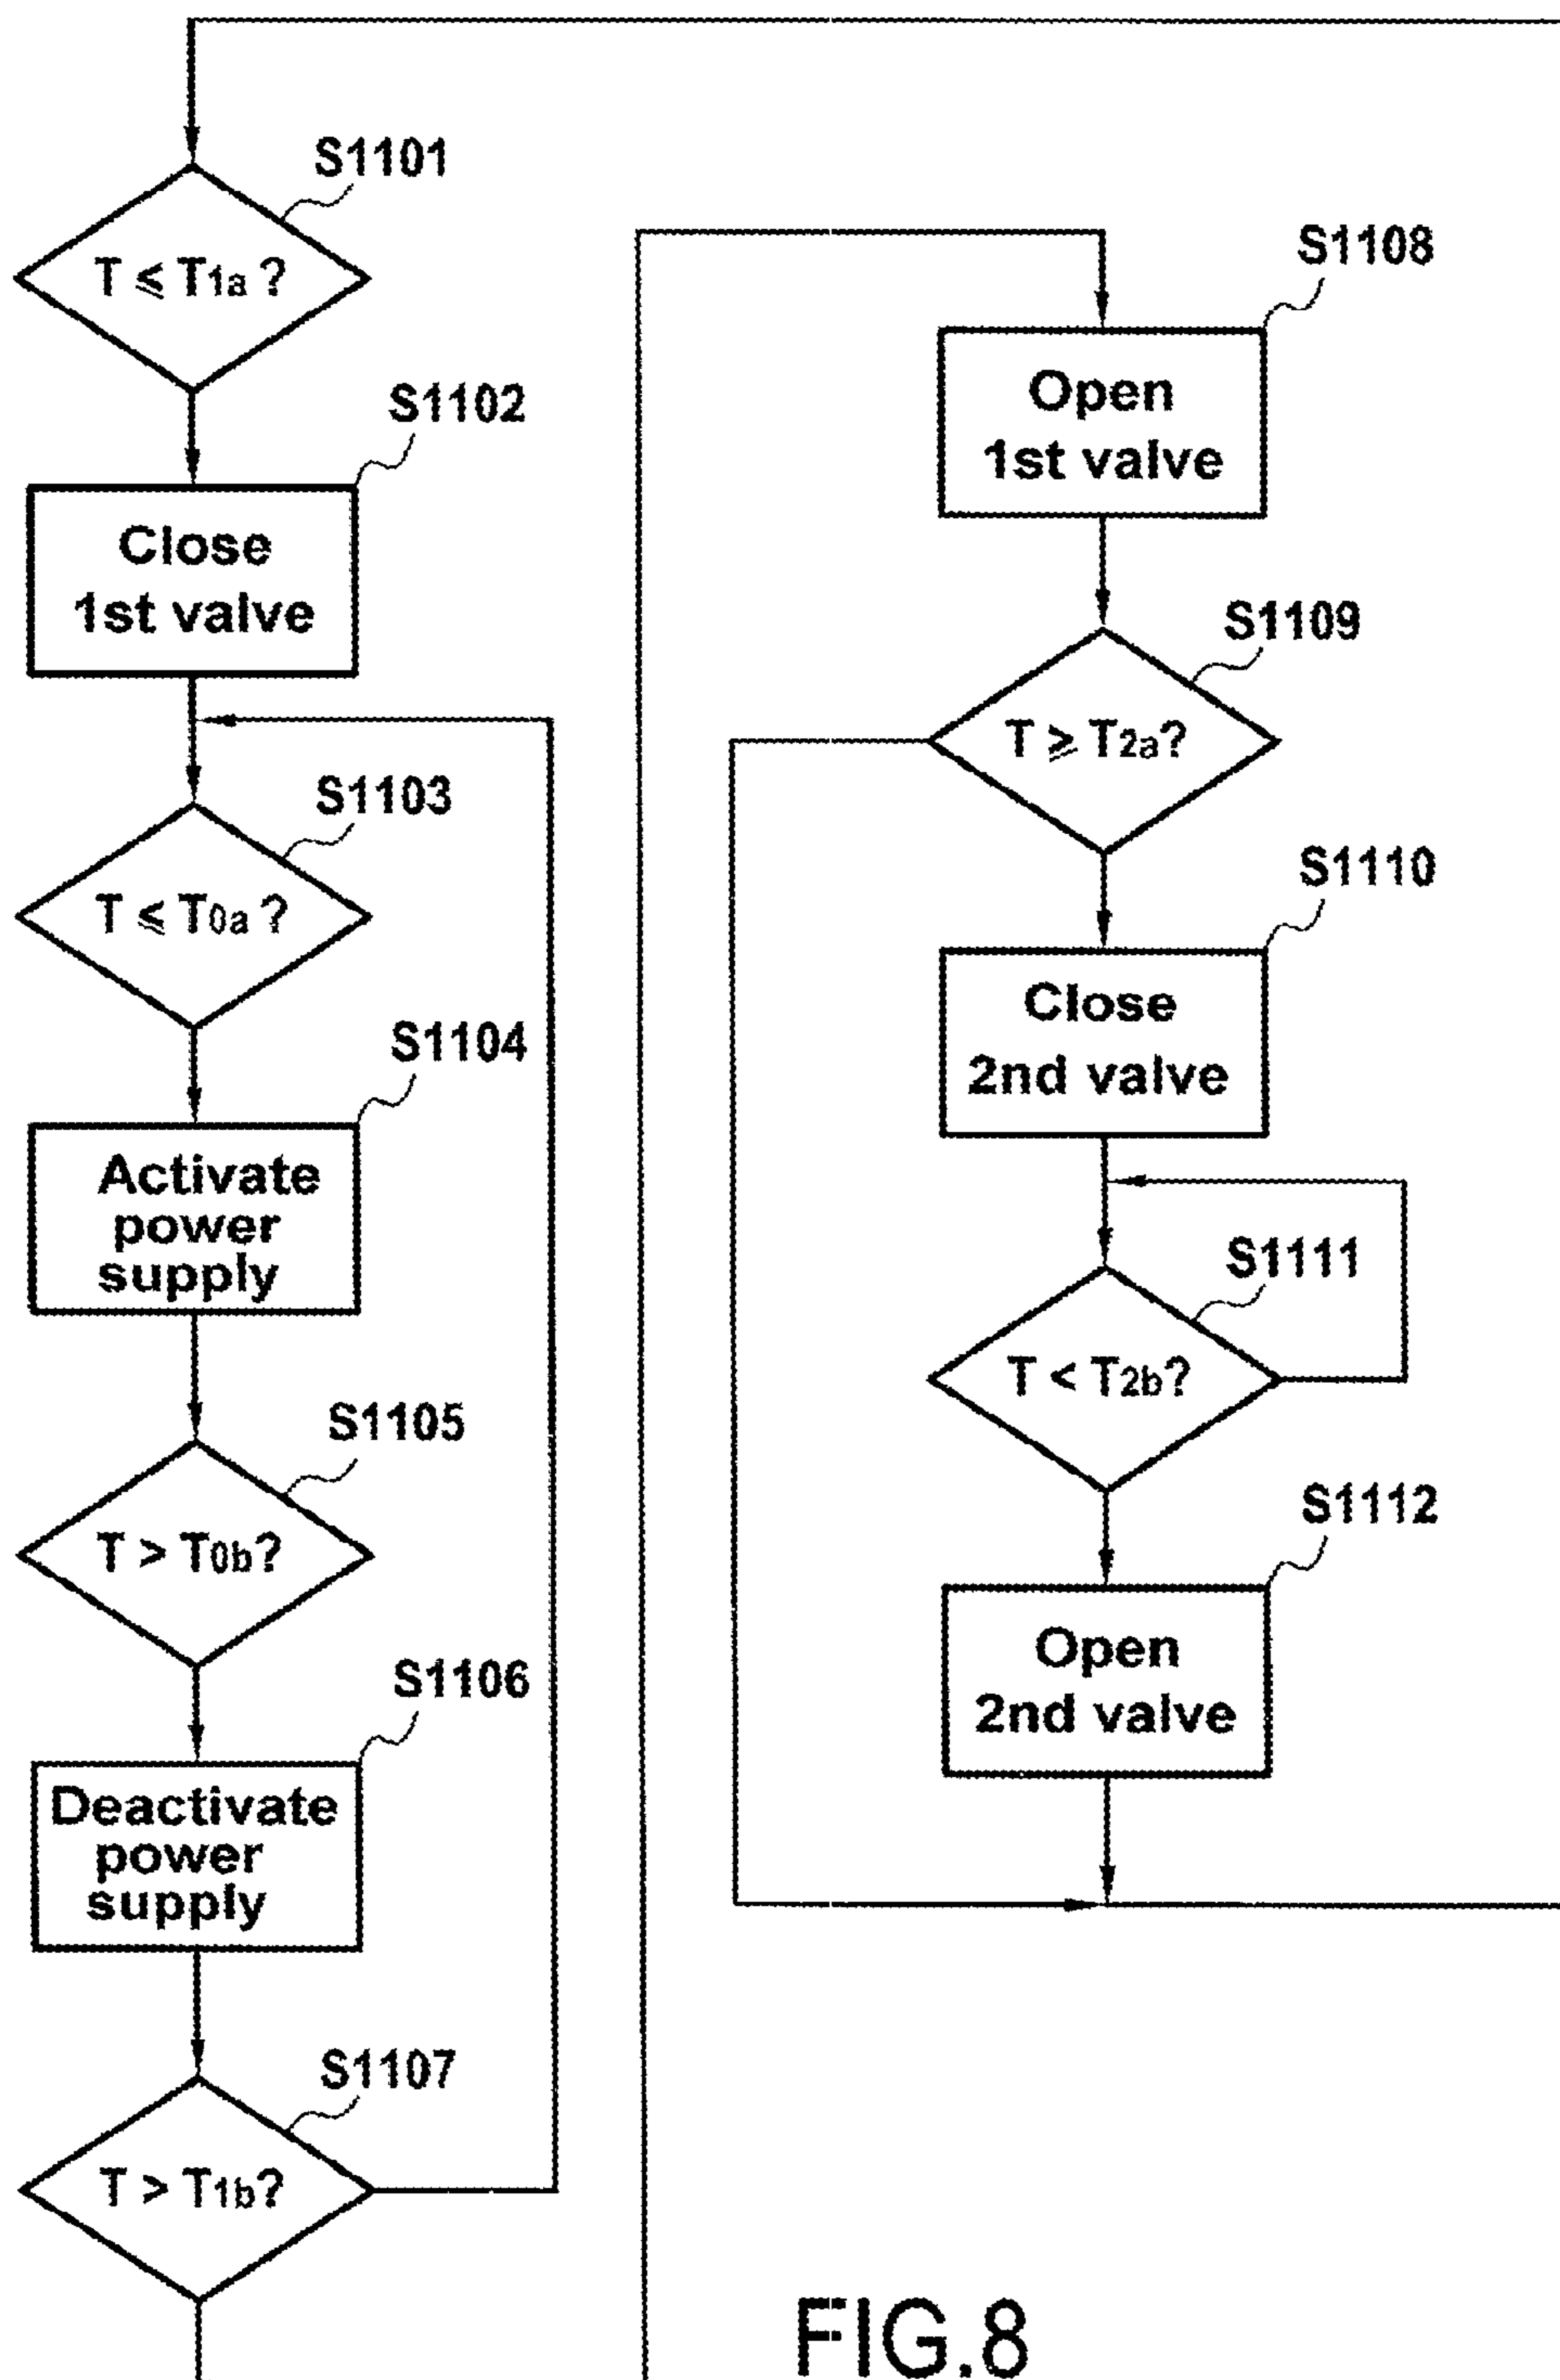 S1101
T ⩽ T1a ?
S1102
Close
1st valve
S1103
T ⩽ T0a ?
S1104
Activate
power
supply
S1105
T > T0b?
S1106
Deactivate
power
supply
S1107
T > T1b?
S1108
Open
1st valve
S1109
T ⩾ T2a?
S1110
Close
2nd valve
S1111
T < T2b?
S1112
Open
2nd valve
FIG.8